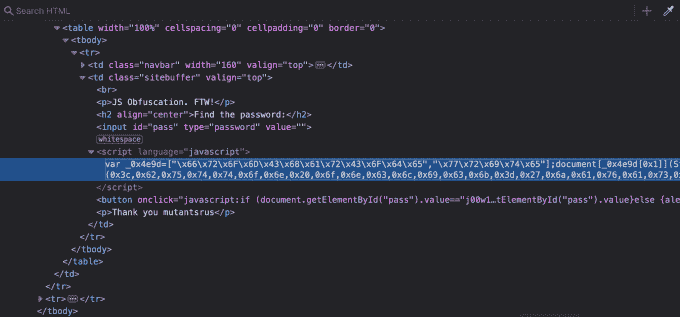 Search HTML
<table width="100%" cellspacing="0" cellpadding="0" border="0">
<tbody>
<tr>
<td class="navbar" width="160" valign="top">…</td>
<td class="sitebuffer" valign="top">
<br>
<p>JS Obfuscation. FTW!</p>
<h2 align="center">Find the password:</h2>
<input id="pass" type="password" value="">
whitespace
<script language="javascript">
var _0x4e9d=["\x66\x72\x6F\x6D\x43\x68\x61\x72\x43\x6F\x64\x65","\x77\x72\x69\x74\x65"];document[_0x4e9d[1]](St
(0x3c,0x62,0x75,0x74,0x74,0x6f,0x6e,0x20,0x6f,0x6e,0x63,0x6c,0x69,0x63,0x6b,0x3d,0x27,0x6a,0x61,0x76,0x61,0x73,0
</script>
<button onclick="javascript:if (document.getElementById("pass").value=="j00w1…tElementById("pass").value}else {ale
<p>Thank you mutantsrus</p>
</td>
</tr>
</tbody>
</table>
</td>
</tr>
<tr>…</tr>
</tbody>